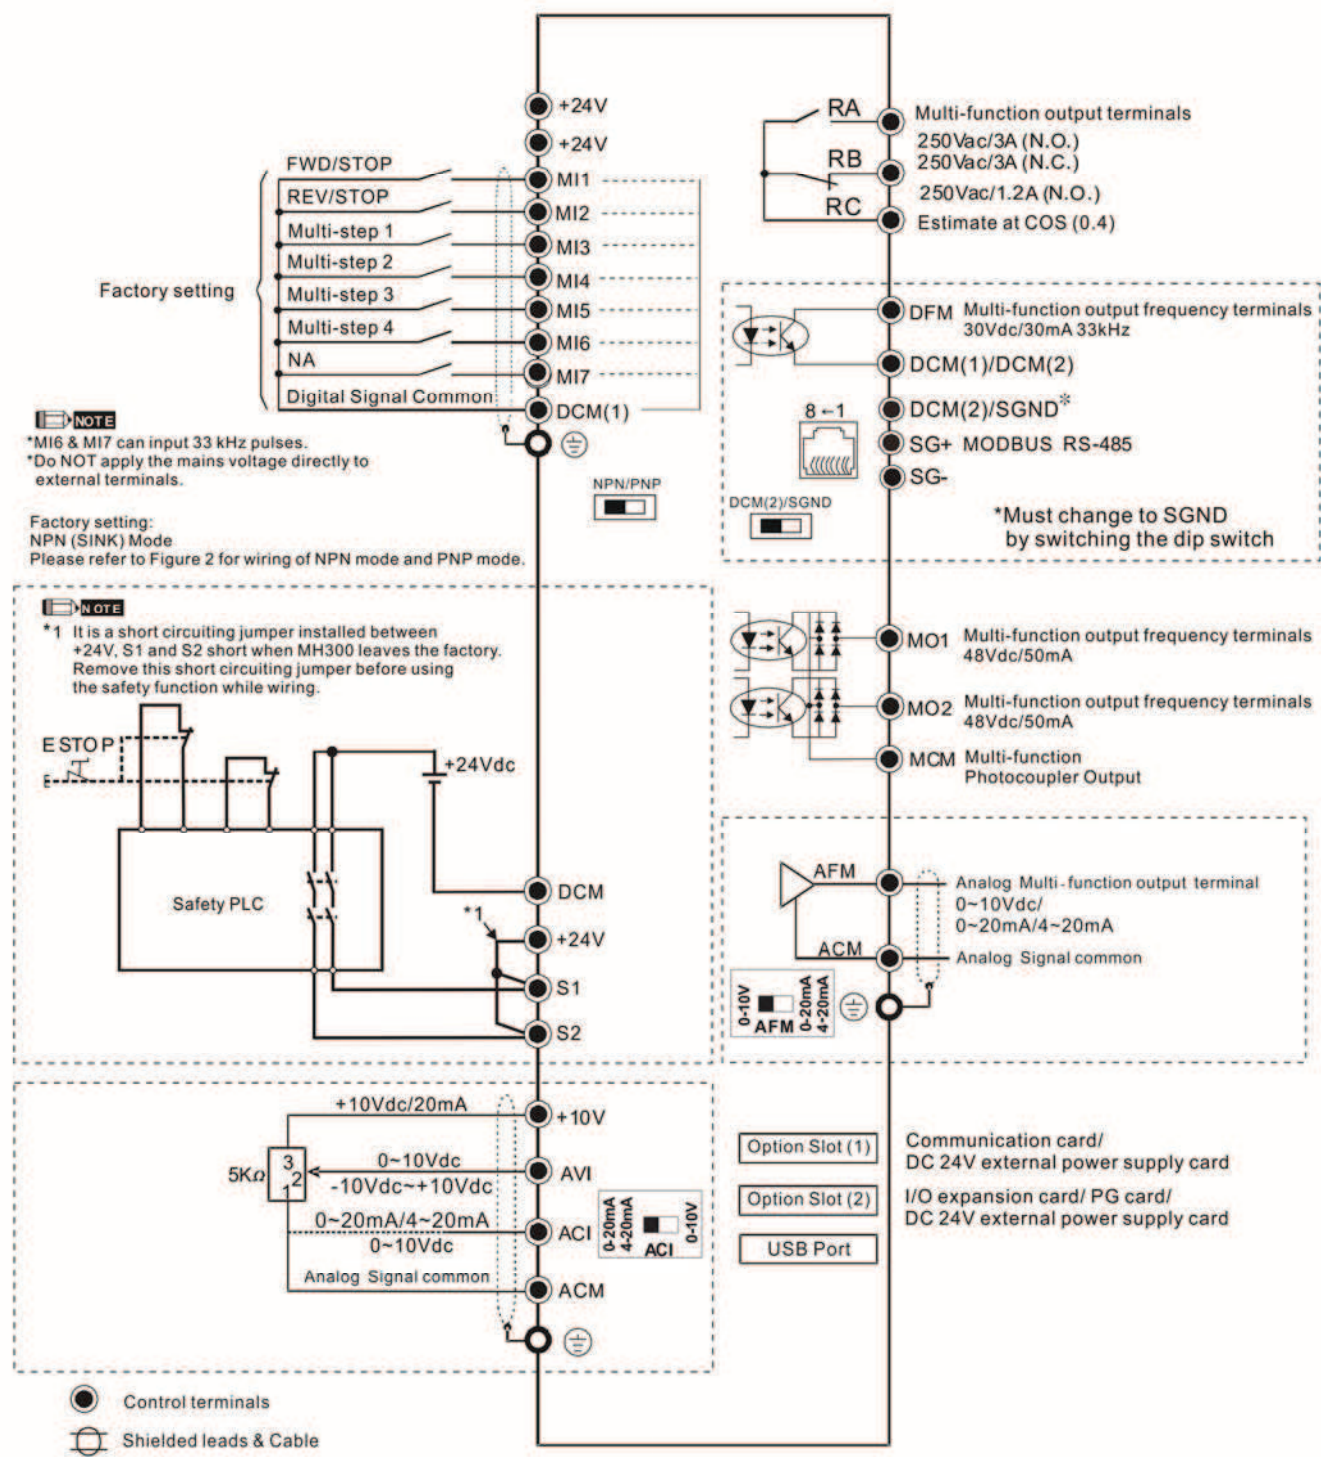 +24V
+24V
FWD/STOP
MI1
REV/STOP
MI2
Multi-step 1
MI3
Multi-step 2
MI4
Factory setting
Multi-step 3
MI5
Multi-step 4
MI6
NA
MI7
Digital Signal Common
DCM(1)
NOTE
*MI6 & MI7 can input 33 kHz pulses.
*Do NOT apply the mains voltage directly to
external terminals.
NPN/PNP
Factory setting:
NPN (SINK) Mode
Please refer to Figure 2 for wiring of NPN mode and PNP mode.
RA
Multi-function output terminals
250Vac/3A (N.O.)
RB
250Vac/3A (N.C.)
250Vac/1.2A (N.O.)
RC
Estimate at COS (0.4)
DFM
Multi-function output frequency terminals
30Vdc/30mA 33kHz
DCM(1)/DCM(2)
8←1
DCM(2)/SGND*
SG+ MODBUS RS-485
SG-
DCM(2)/SGND
*Must change to SGND
by switching the dip switch
NOTE
*1 It is a short circuiting jumper installed between
+24V, S1 and S2 short when MH300 leaves the factory.
Remove this short circuiting jumper before using
the safety function while wiring.
E STOP
+24Vdc
Safety PLC
DCM
*1
+24V
S1
S2
MO1
Multi-function output frequency terminals
48Vdc/50mA
MO2
Multi-function output frequency terminals
48Vdc/50mA
MCM
Multi-function
Photocoupler Output
AFM
Analog Multi-function output terminal
0~10Vdc/
0~20mA/4~20mA
ACM
Analog Signal common
0-10V
AFM
0-20mA
4-20mA
+10Vdc/20mA
+10V
5KΩ
3
2
1
0~10Vdc
-10Vdc~+10Vdc
AVI
0~20mA/4~20mA
0~10Vdc
ACI
0-20mA
4-20mA
ACI
0-10V
Analog Signal common
ACM
Option Slot (1)
Communication card/
DC 24V external power supply card
Option Slot (2)
I/O expansion card/ PG card/
DC 24V external power supply card
USB Port
Control terminals
Shielded leads & Cable